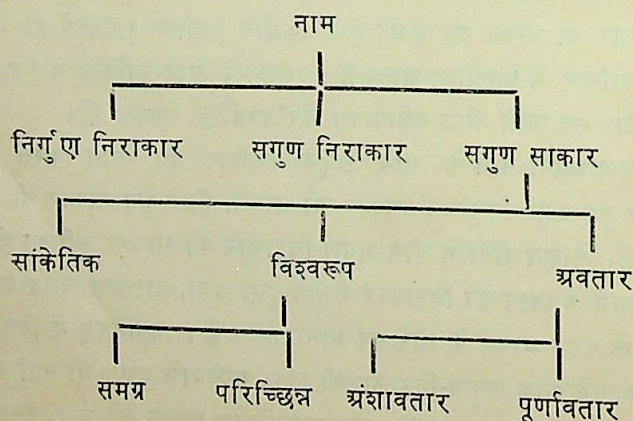 नाम
निर्गुण निराकार सगुण निराकार सगुण साकार
सांकेतिक विश्वरूप अवतार
समग्र परिच्छिन्न अंशावतार पूर्णावतार